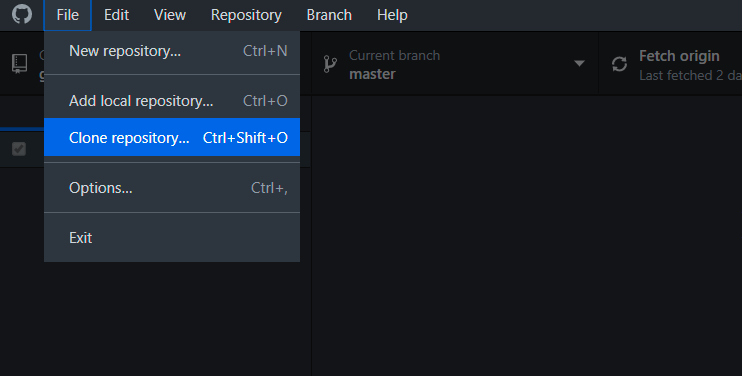 File Edit View Repository Branch Help
New repository... Ctrl+N
Add local repository... Ctrl+O
Clone repository... Ctrl+Shift+O
Options... Ctrl+,
Exit
Current branch
master
Fetch origin
Last fetched 2 da